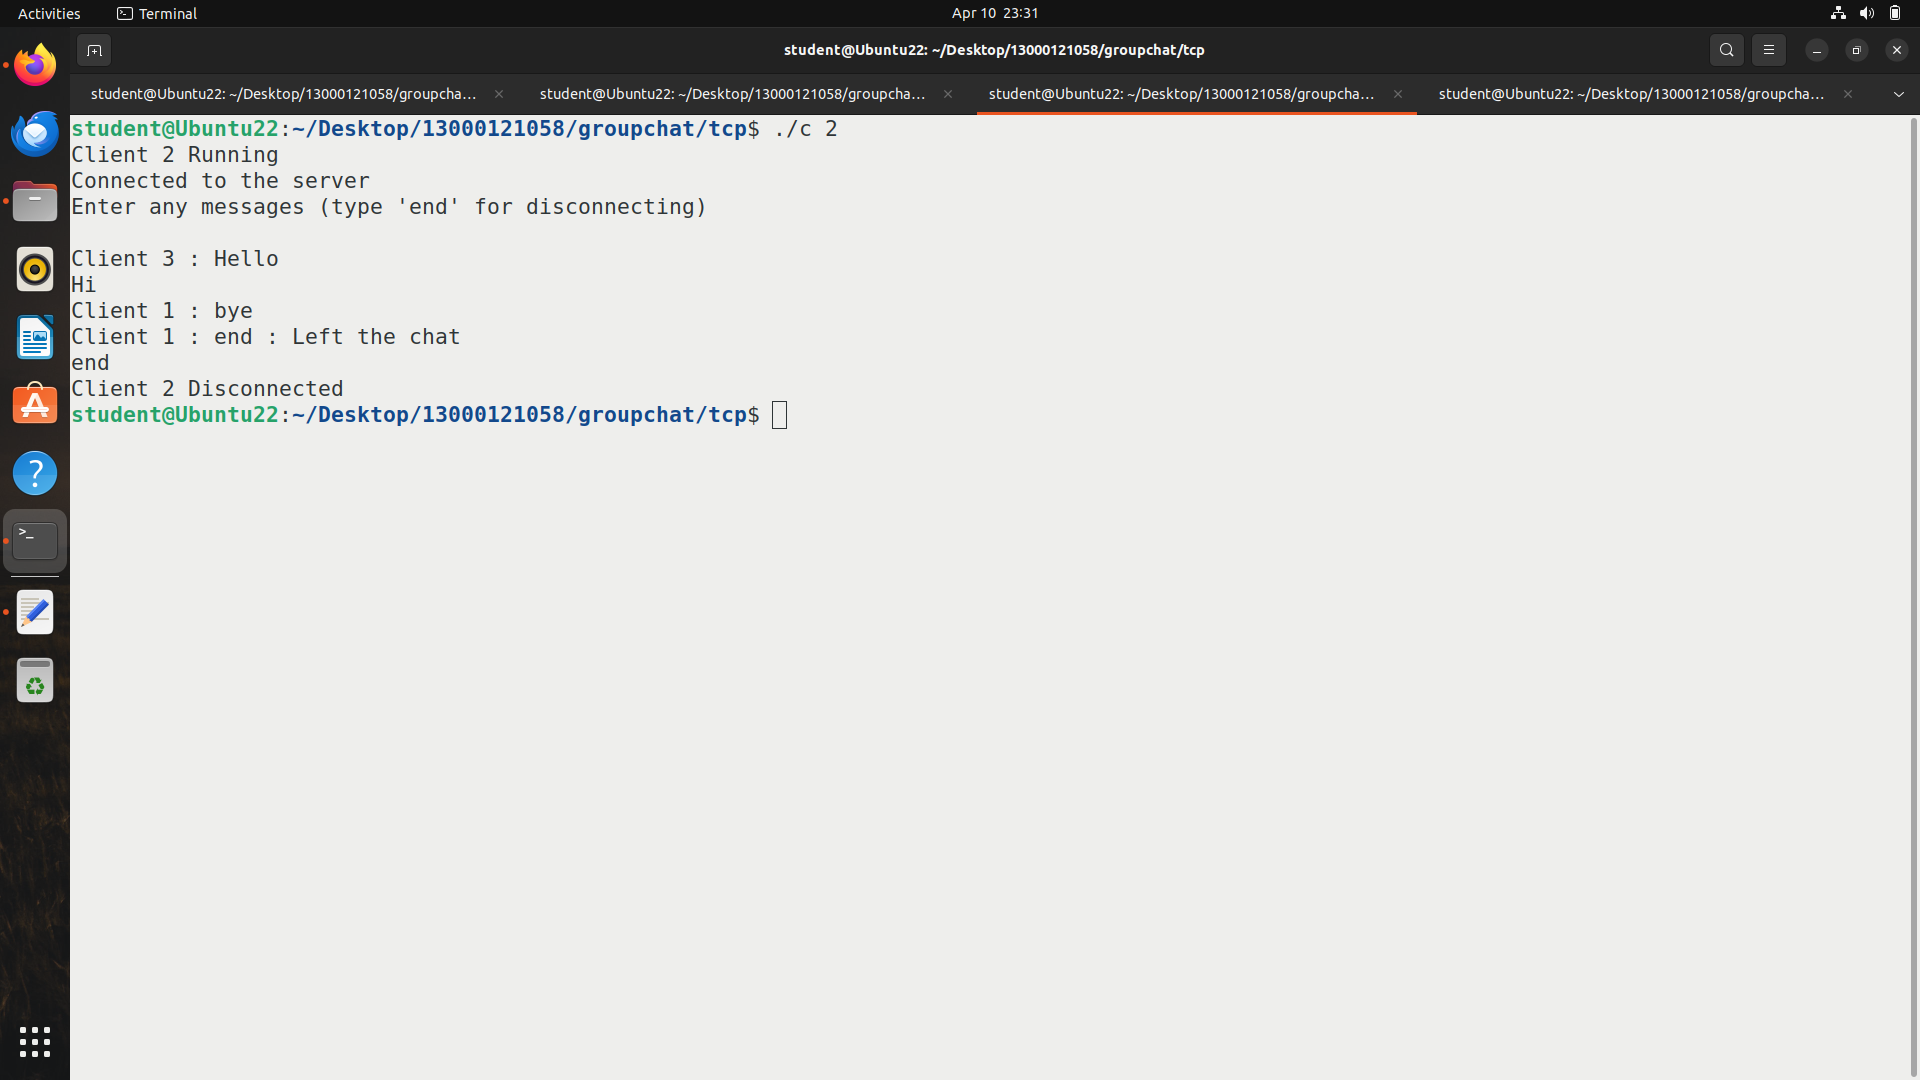 Activities
Terminal
Apr 10 23:31
student@Ubuntu22: ~/Desktop/13000121058/groupchat/tcp
student@Ubuntu22: ~/Desktop/13000121058/groupcha...
student@Ubuntu22: ~/Desktop/13000121058/groupcha...
student@Ubuntu22: ~/Desktop/13000121058/groupcha...
student@Ubuntu22: ~/Desktop/13000121058/groupcha...
student@Ubuntu22:~/Desktop/13000121058/groupchat/tcp$ ./c 2
Client 2 Running
Connected to the server
Enter any messages (type 'end' for disconnecting)
Client 3 : Hello
Hi
Client 1 : bye
Client 1 : end : Left the chat
end
Client 2 Disconnected
student@Ubuntu22:~/Desktop/13000121058/groupchat/tcp$